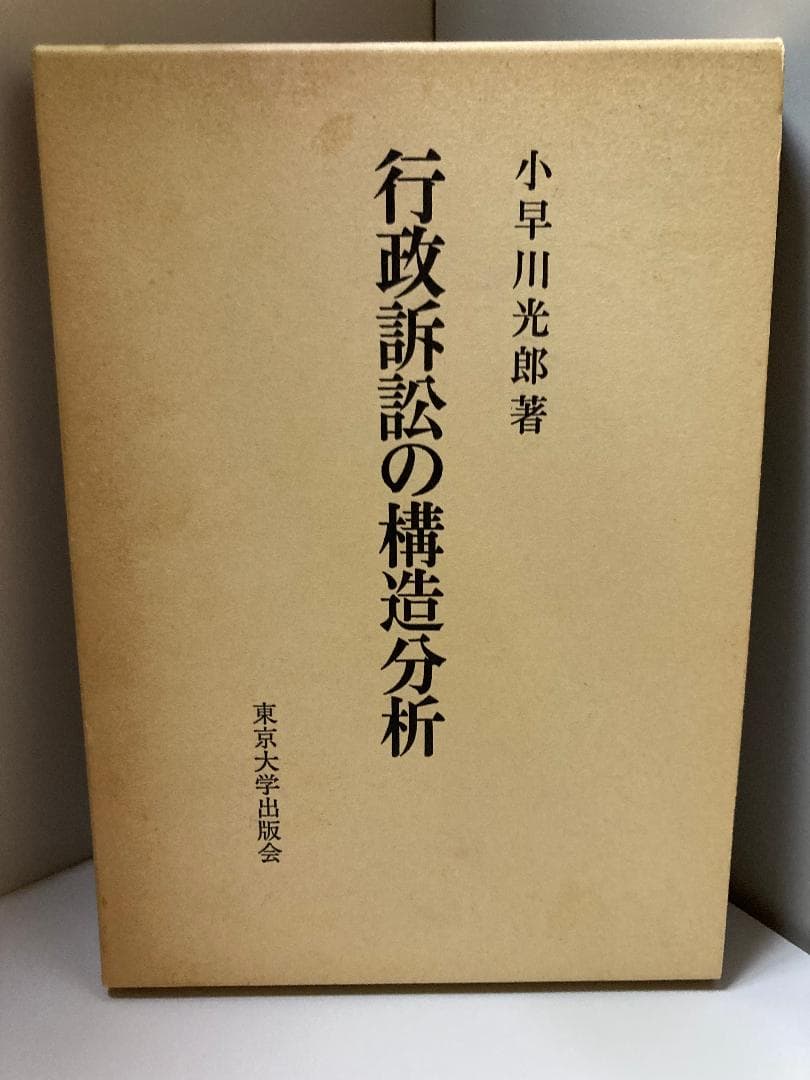 小早川光郎著
行政訴訟の構造分析
東京大学出版会